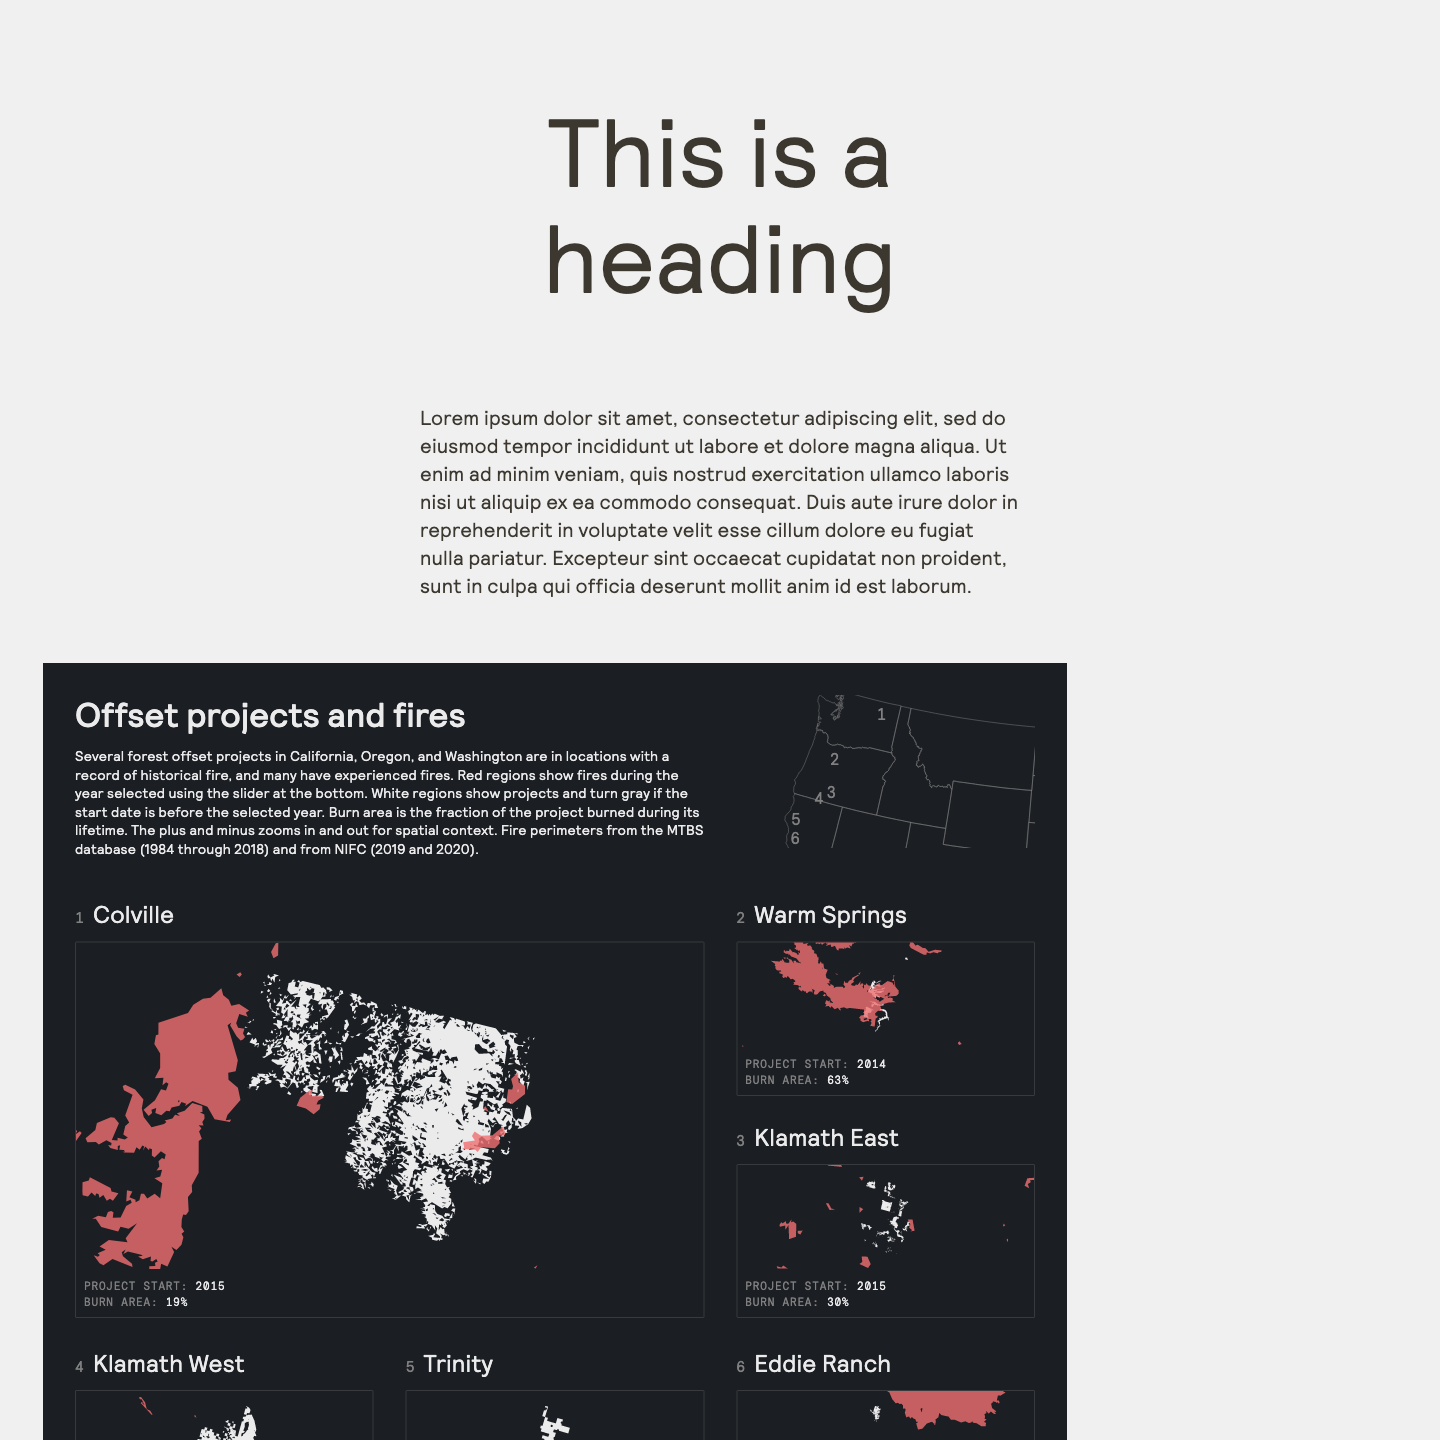 This is a
heading
Lorem ipsum dolor sit amet, consectetur adipiscing elit, sed do
eiusmod tempor incididunt ut labore et dolore magna aliqua. Ut
enim ad minim veniam, quis nostrud exercitation ullamco laboris
nisi ut aliquip ex ea commodo consequat. Duis aute irure dolor in
reprehenderit in voluptate velit esse cillum dolore eu fugiat
nulla pariatur. Excepteur sint occaecat cupidatat non proident,
sunt in culpa qui officia deserunt mollit anim id est laborum.
Offset projects and fires
Several forest offset projects in California, Oregon, and Washington are in locations with a
record of historical fire, and many have experienced fires. Red regions show fires during the
year selected using the slider at the bottom. White regions show projects and turn gray if the
start date is before the selected year. Burn area is the fraction of the project burned during its
lifetime. The plus and minus zooms in and out for spatial context. Fire perimeters from the MTBS
database (1984 through 2018) and from NIFC (2019 and 2020).
1
2
3
4
5
6
1 Colville
PROJECT START: 2015
BURN AREA: 19%
2 Warm Springs
PROJECT START: 2014
BURN AREA: 63%
3 Klamath East
PROJECT START: 2015
BURN AREA: 30%
4 Klamath West
5 Trinity
6 Eddie Ranch